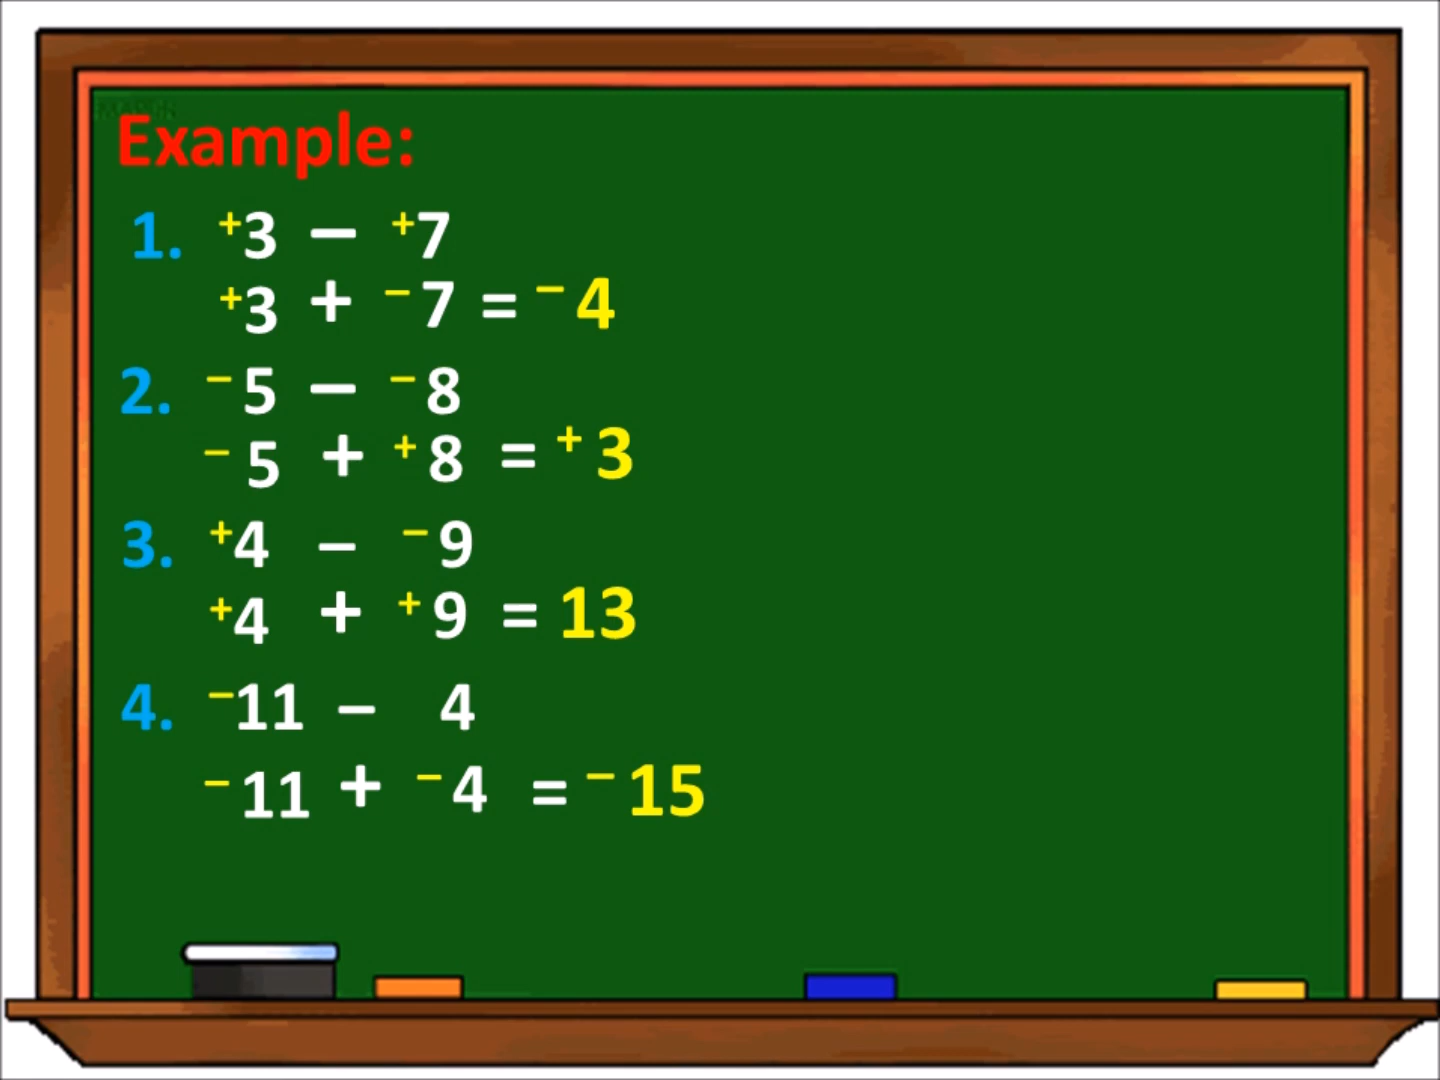 Example:
1. ⁺3 – ⁺7
⁺3 + ⁻7 = ⁻4
2. ⁻5 – ⁻8
⁻5 + ⁺8 = ⁺3
3. ⁺4 – ⁻9
⁺4 + ⁺9 = 13
4. ⁻11 – 4
⁻11 + ⁻4 = ⁻15